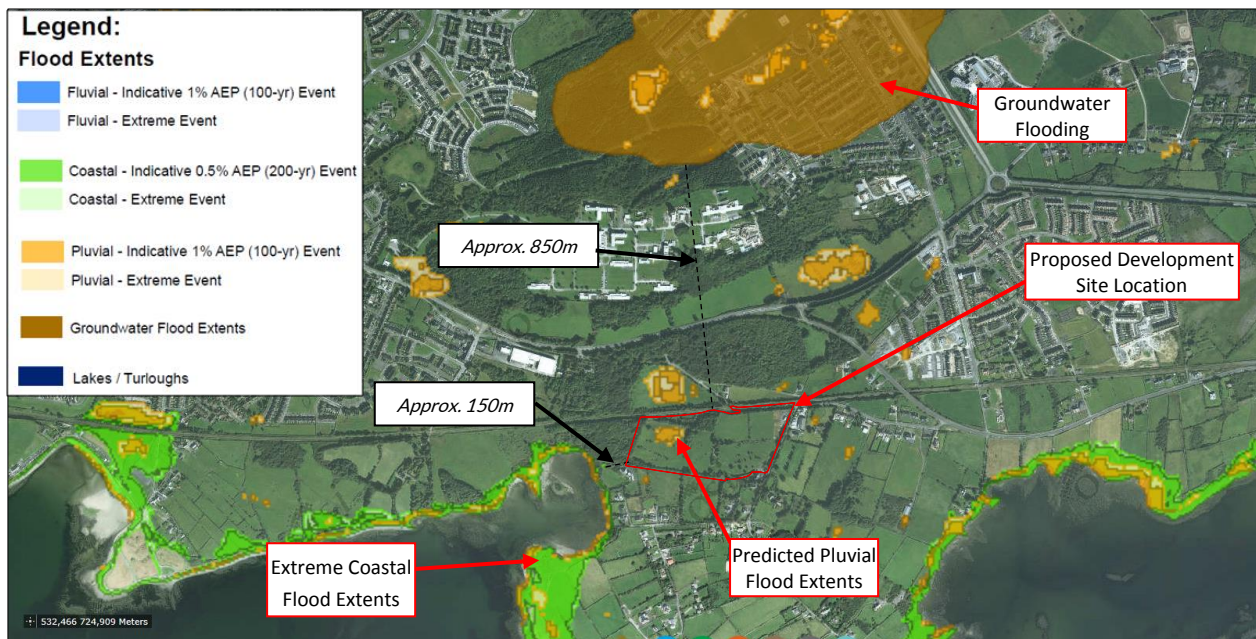 Legend:
Flood Extents
Fluvial - Indicative 1% AEP (100-yr) Event
Fluvial - Extreme Event
Coastal - Indicative 0.5% AEP (200-yr) Event
Coastal - Extreme Event
Pluvial - Indicative 1% AEP (100-yr) Event
Pluvial - Extreme Event
Groundwater Flood Extents
Lakes / Turloughs
Groundwater
Flooding
Approx. 850m
Proposed Development
Site Location
Approx. 150m
Extreme Coastal
Flood Extents
Predicted Pluvial
Flood Extents
532,466 724,909 Meters